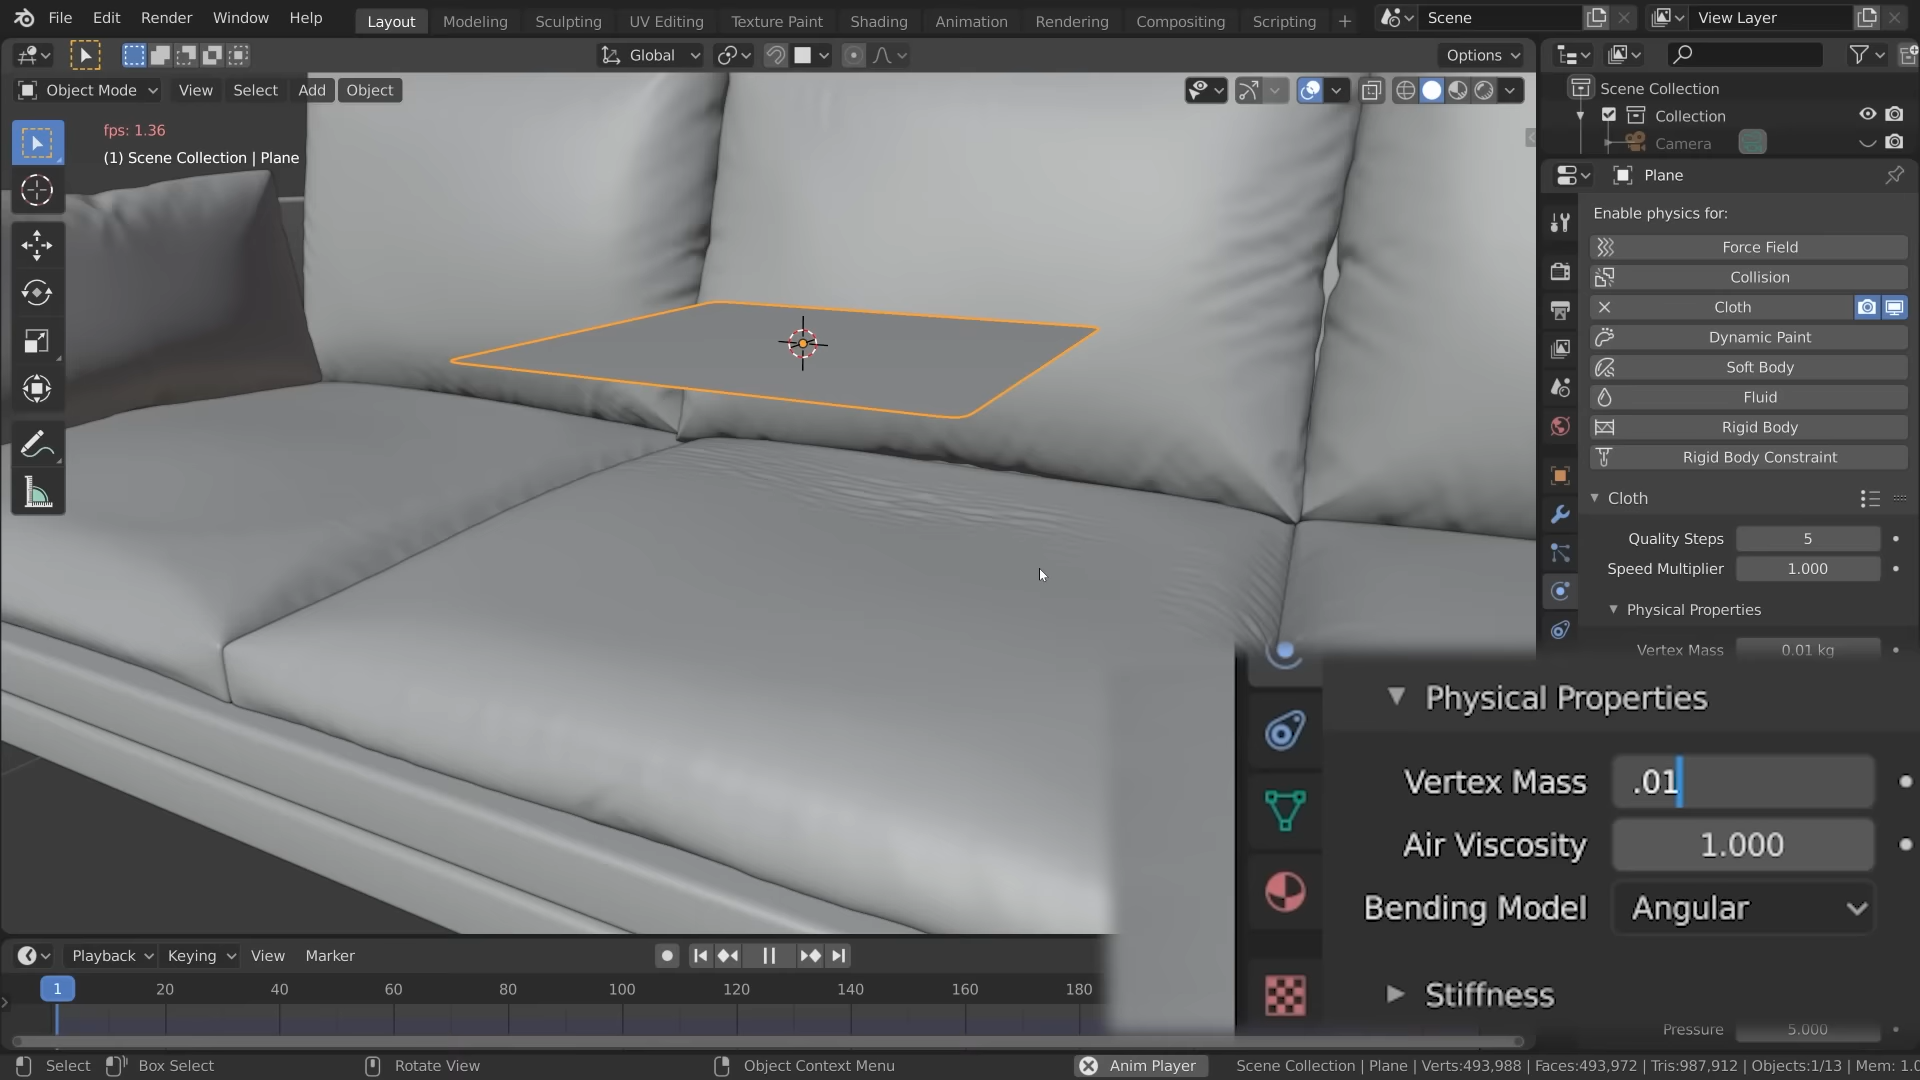 File Edit Render Window Help Layout Modeling Sculpting UV Editing Texture Paint Shading Animation Rendering Compositing Scripting + Scene View Layer
Global Options
Object Mode View Select Add Object
Scene Collection
Collection
Camera
fps: 1.36
(1) Scene Collection | Plane
Plane
Enable physics for:
Force Field
Collision
Cloth
Dynamic Paint
Soft Body
Fluid
Rigid Body
Rigid Body Constraint
Cloth
Quality Steps 5
Speed Multiplier 1.000
Physical Properties
Vertex Mass 0.01 kg
Physical Properties
Vertex Mass .01
Air Viscosity 1.000
Bending Model Angular
Stiffness
Pressure 5.000
Playback Keying View Marker
1 20 40 60 80 100 120 140 160 180
Select Box Select Rotate View Object Context Menu Anim Player Scene Collection | Plane | Verts:493,988 | Faces:493,972 | Tris:987,912 | Objects:1/13 | Mem: 1.0